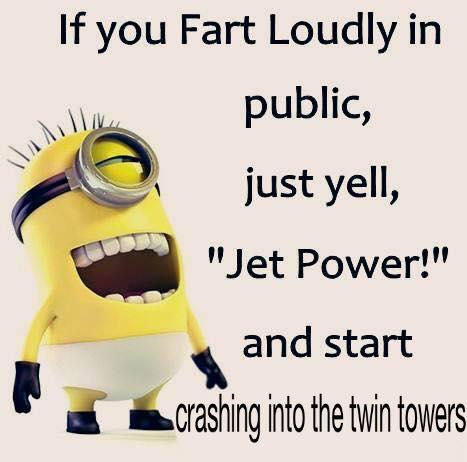 If you Fart Loudly in
public,
just yell,
"Jet Power!"
and start
crashing into the twin towers